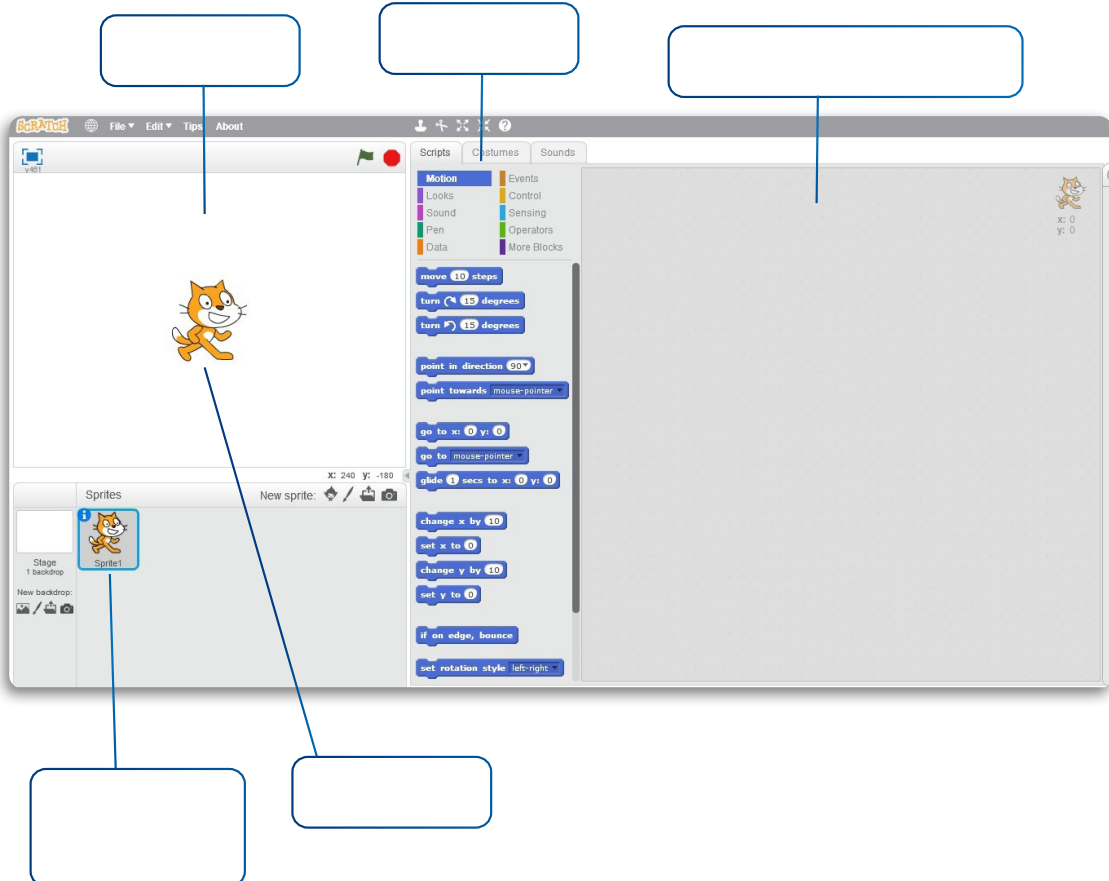 SCRATCH File Edit Tips About
v461
Scripts Costumes Sounds
Motion Events
Looks Control
Sound Sensing
Pen Operators
Data More Blocks
x: 0
y: 0
move 10 steps
turn 15 degrees
turn 15 degrees
point in direction 90
point towards mouse-pointer
go to x: 0 y: 0
go to mouse-pointer
glide 1 secs to x: 0 y: 0
change x by 10
set x to 0
change y by 10
set y to 0
if on edge, bounce
set rotation style left-right
X: 240 y: -180
Sprites New sprite:
Stage
1 backdrop
New backdrop:
Sprite1